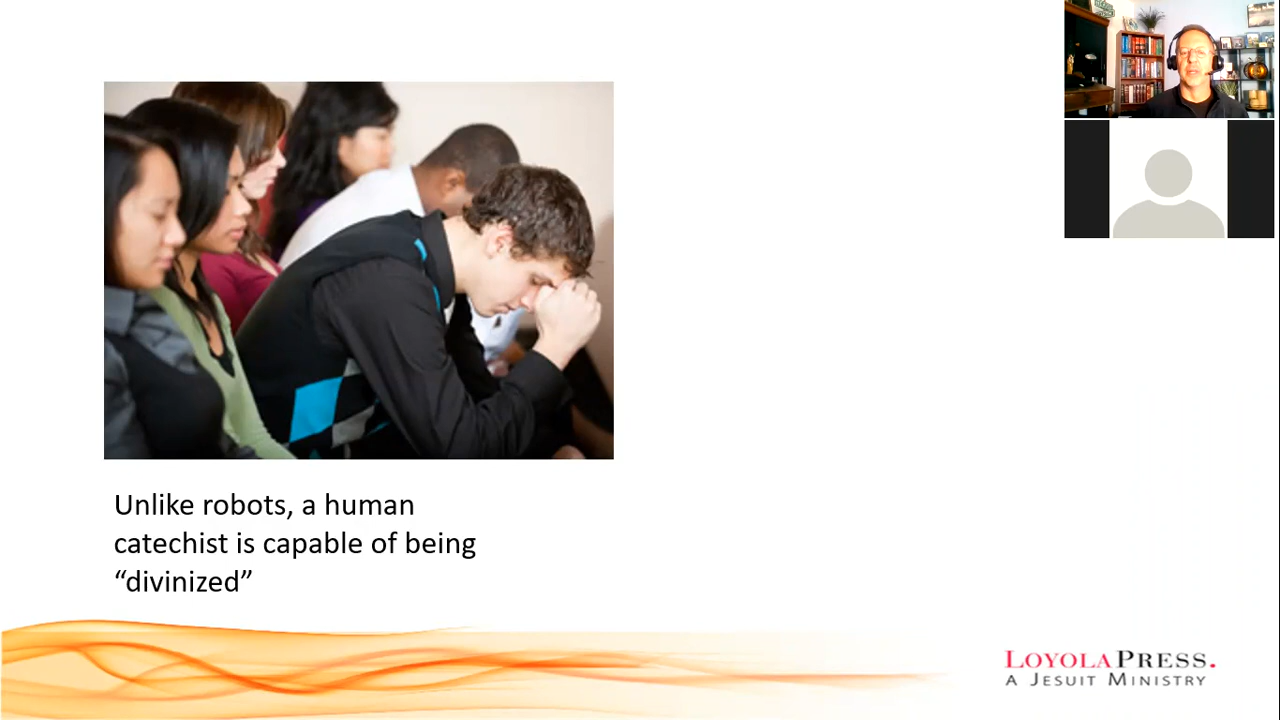 Unlike robots, a human
catechist is capable of being
“divinized”
LOYOLAPRESS.
A JESUIT MINISTRY